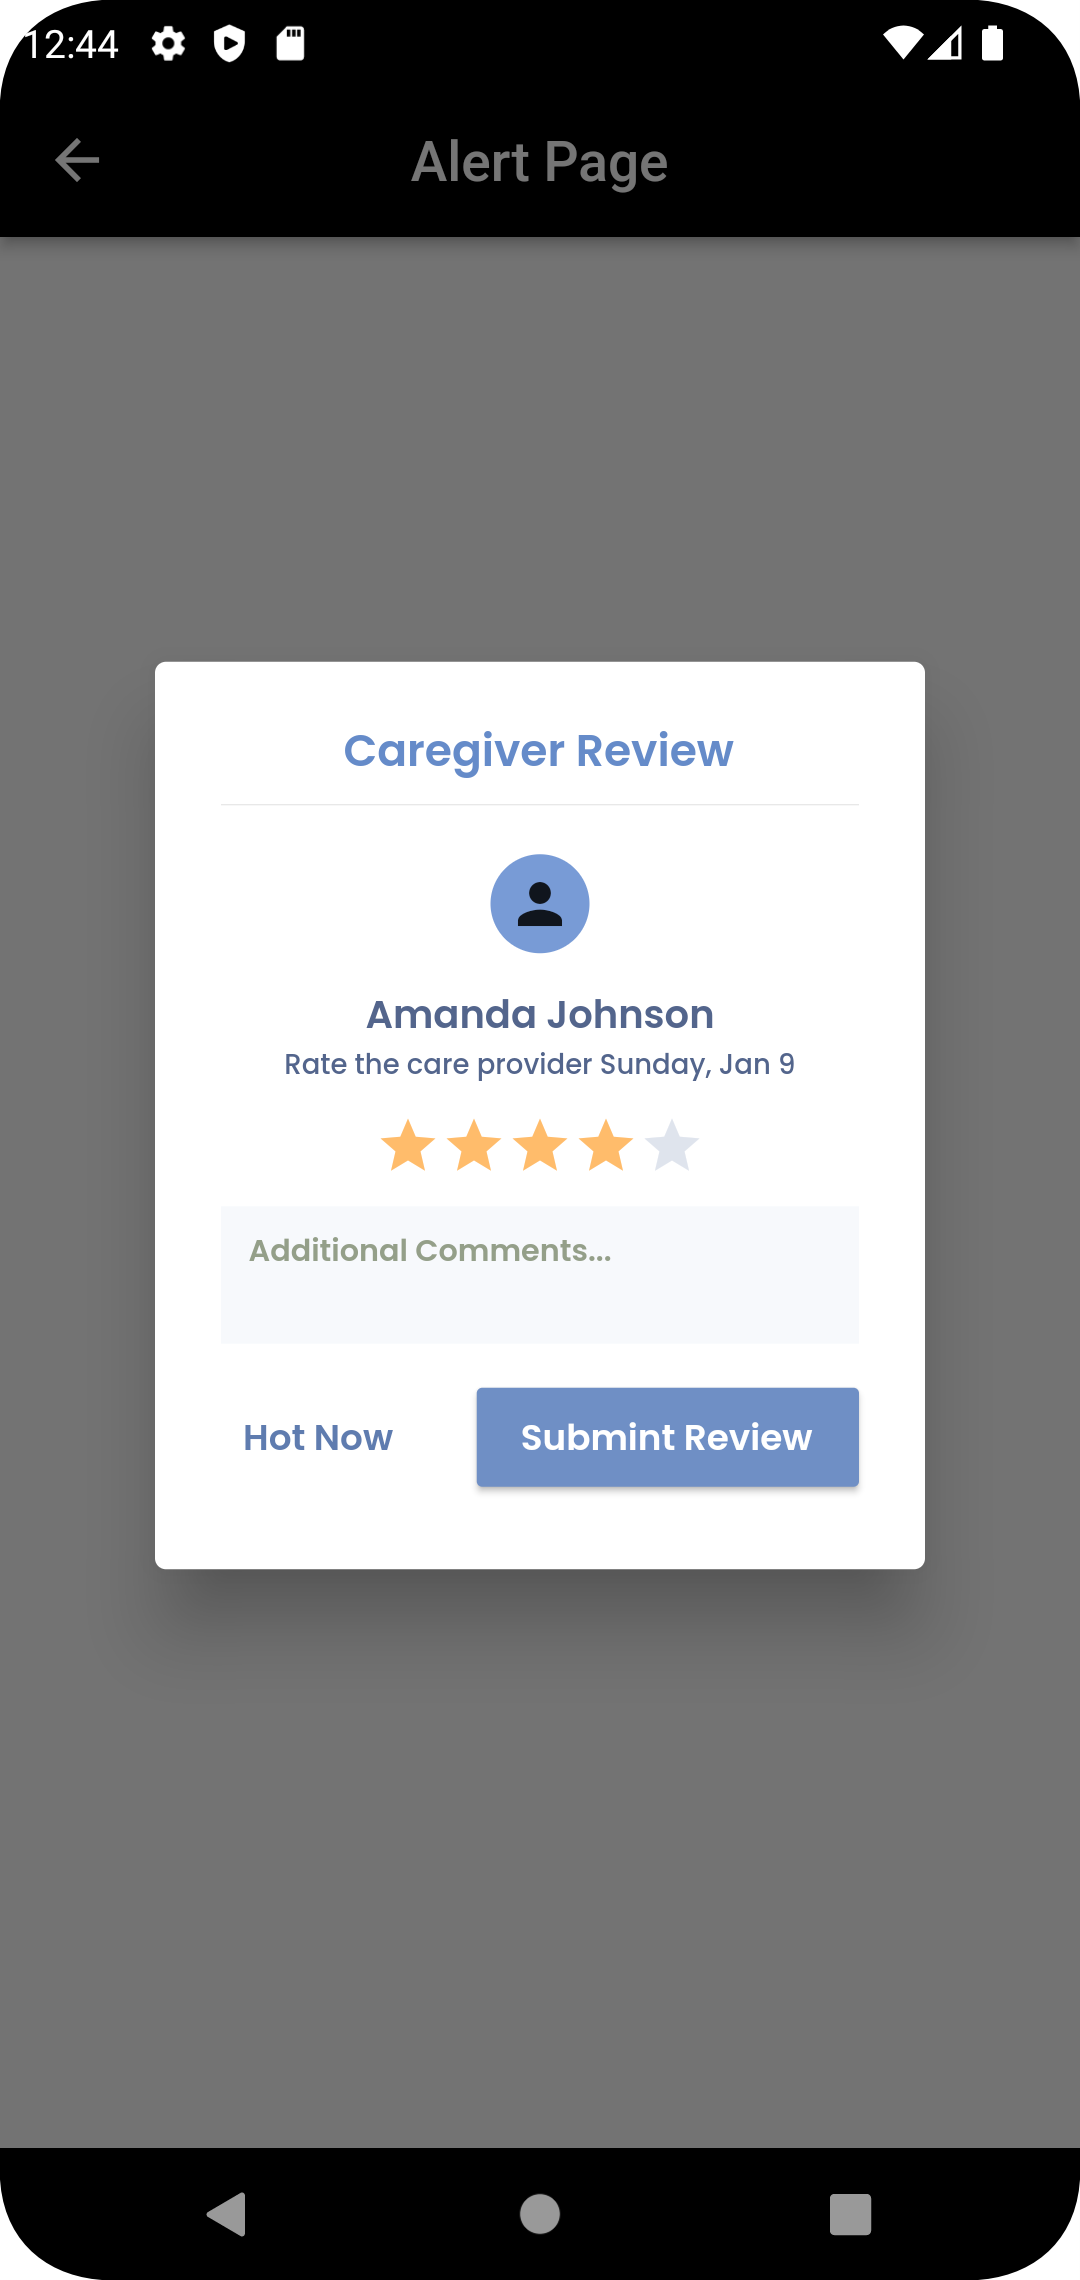 12:44
Alert Page
Caregiver Review
Amanda Johnson
Rate the care provider Sunday, Jan 9
Additional Comments...
Hot Now
Submint Review